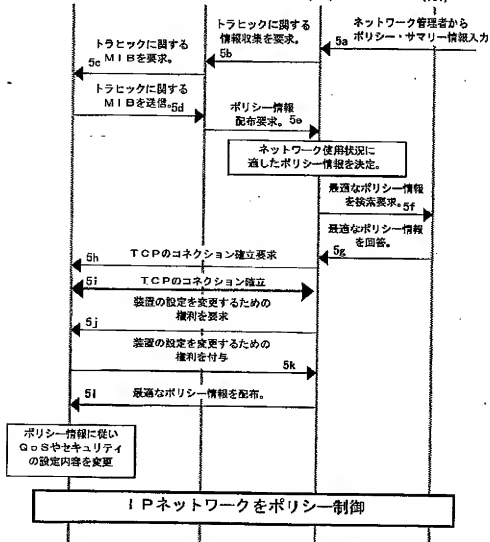 ネットワーク管理者から
ポリシー・サマリー情報入力
5a
トラヒックに関する
情報収集を要求。
5b
トラヒックに関する
MIBを要求。
5c
トラヒックに関する
MIBを送信。5d
ポリシー情報
配布要求。5e
ネットワーク使用状況に
適したポリシー情報を決定。
最適なポリシー情報
を検索要求。5f
最適なポリシー情報
を回答。
5g
5h
TCPのコネクション確立要求
5i
TCPのコネクション確立
装置の設定を変更するための
権利を要求
5j
装置の設定を変更するための
権利を付与
5k
5l
最適なポリシー情報を配布。
ポリシー情報に従い
QoSやセキュリティ
の設定内容を変更
IPネットワークをポリシー制御